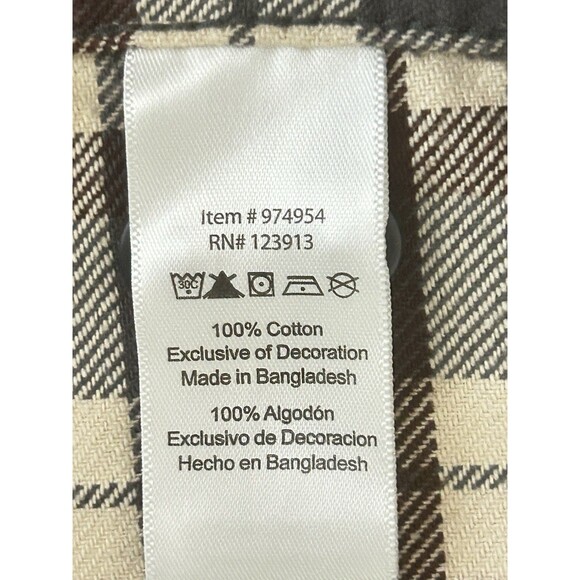 Item # 974954
RN# 123913
30C
100% Cotton
Exclusive of Decoration
Made in Bangladesh
100% Algodón
Exclusivo de Decoracion
Hecho en Bangladesh